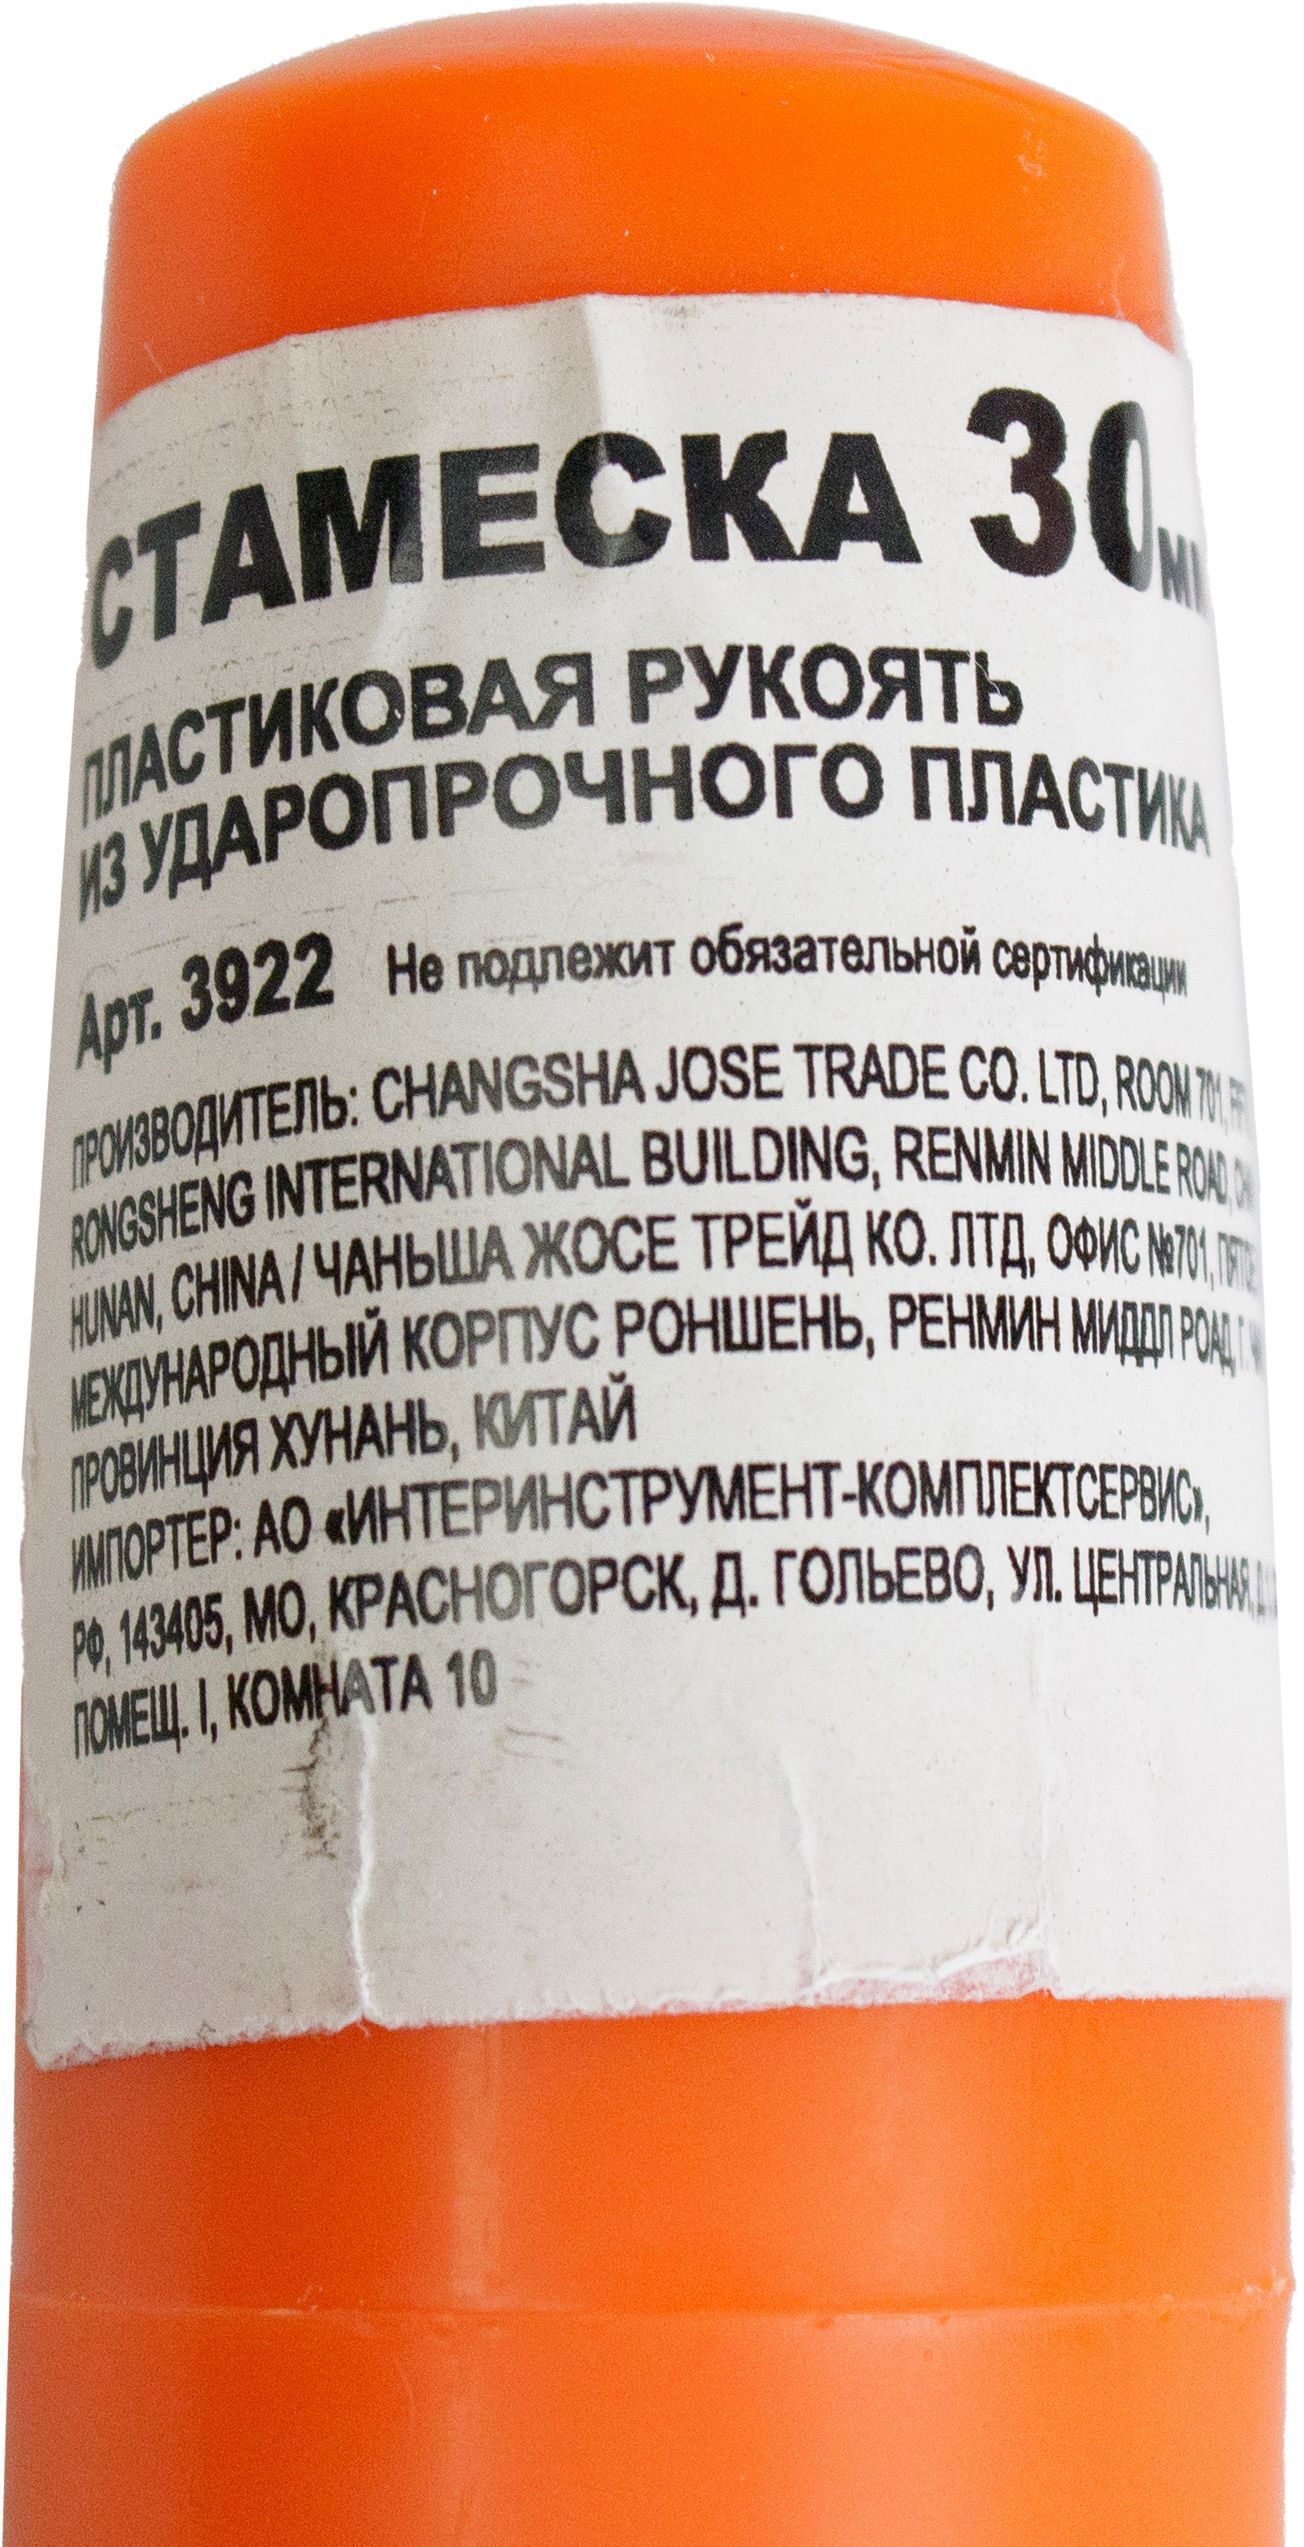 СТАМЕСКА 30
ПЛАСТИКОВАЯ РУКОЯТЬ
ИЗ УДАРОПРОЧНОГО ПЛАСТИКА
Арт. 3922 Не подлежит обязательной сертификации
ПРОИЗВОДИТЕЛЬ: CHANGSHA JOSE TRADE CO. LTD, ROOM 701,
RONGSHENG INTERNATIONAL BUILDING, RENMIN MIDDLE ROAD,
HUNAN, CHINA / ЧАНЬША ЖОСЕ ТРЕЙД КО. ЛТД, ОФИС №701,
МЕЖДУНАРОДНЫЙ КОРПУС РОНШЕНЬ, РЕНМИН МИДДЛ РОАД, Г.
ПРОВИНЦИЯ ХУНАНЬ, КИТАЙ
ИМПОРТЕР: АО «ИНТЕРИНСТРУМЕНТ-КОМПЛЕКТСЕРВИС»,
РФ, 143405, МО, КРАСНОГОРСК, Д. ГОЛЬЕВО, УЛ. ЦЕНТРАЛЬНАЯ,
ПОМЕЩ. I, КОМНАТА 10